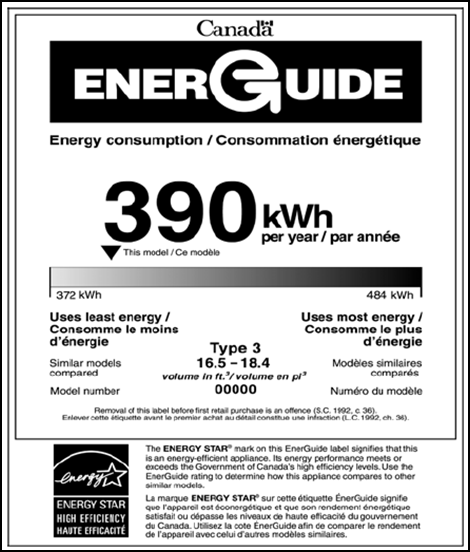 Canada
ENERGUIDE
Energy consumption / Consommation énergétique
390 kWh
per year / par année
This model / Ce modèle
372 kWh 484 kWh
Uses least energy / Uses most energy /
Consomme le moins Consomme le plus
d'énergie d'énergie
Type 3
Similar models 16.5 – 18.4 Modèles similaires
compared volume in ft.³/volume en pi³ comparés
Model number 00000 Numéro du modèle
Removal of this label before first retail purchase is an offence (S.C. 1992, c. 36).
Enlever cette étiquette avant le premier achat au détail constitue une infraction (L.C. 1992, ch. 36).
energy
ENERGY STAR
HIGH EFFICIENCY
HAUTE EFFICACITÉ
The ENERGY STAR® mark on this EnerGuide label signifies that this
is an energy-efficient appliance. Its energy performance meets or
exceeds the Government of Canada's high efficiency levels. Use the
EnerGuide rating to determine how this appliance compares to other
similar models.
La marque ENERGY STAR® sur cette étiquette ÉnerGuide signifie
que l'appareil est éconergétique et que son rendement énergétique
satisfait ou dépasse les niveaux de haute efficacité du gouvernement
du Canada. Utilisez la cote ÉnerGuide afin de comparer le rendement
de l'appareil avec celui d'autres modèles similaires.